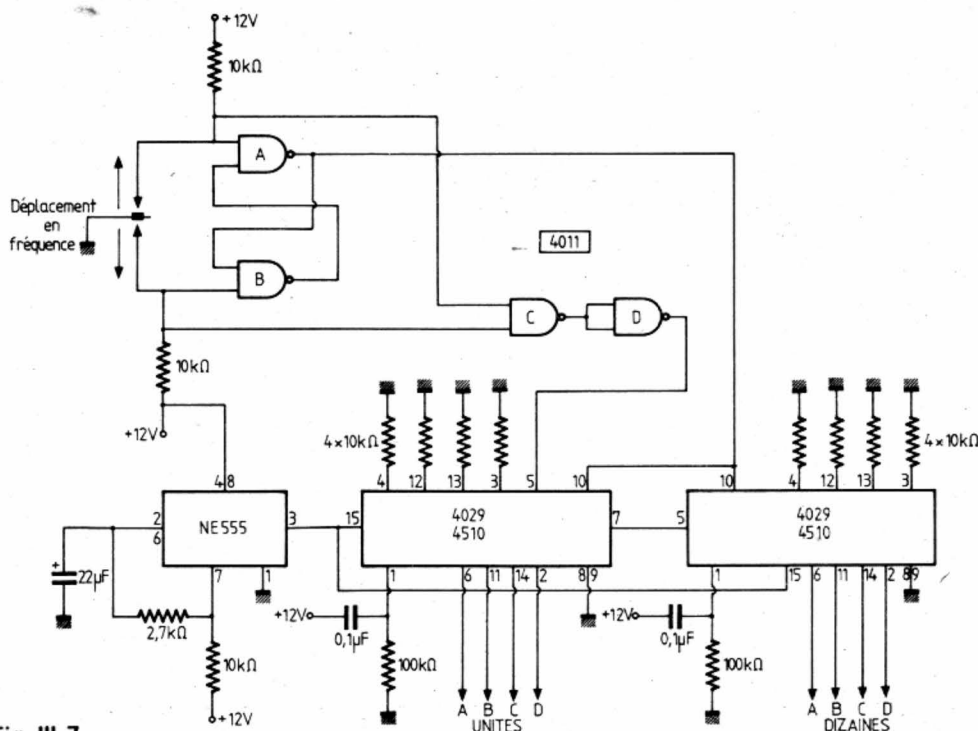 +12V
10kΩ
A
Déplacement
en
fréquence
B
4011
C
D
10kΩ
+12V
4×10kΩ
4×10kΩ
4 8
4
12
13
3
5
10
10
4
12
13
3
2
6
NE555
3
15
4029
4510
7
5
4029
4510
7
1
1
6
11
14
2
8
9
1
15
6
11
14
2
8
9
+
22µF
2,7kΩ
+12V
0,1µF
+12V
0,1µF
10kΩ
100kΩ
100kΩ
+12V
A B C D
UNITES
A B C D
DIZAINES